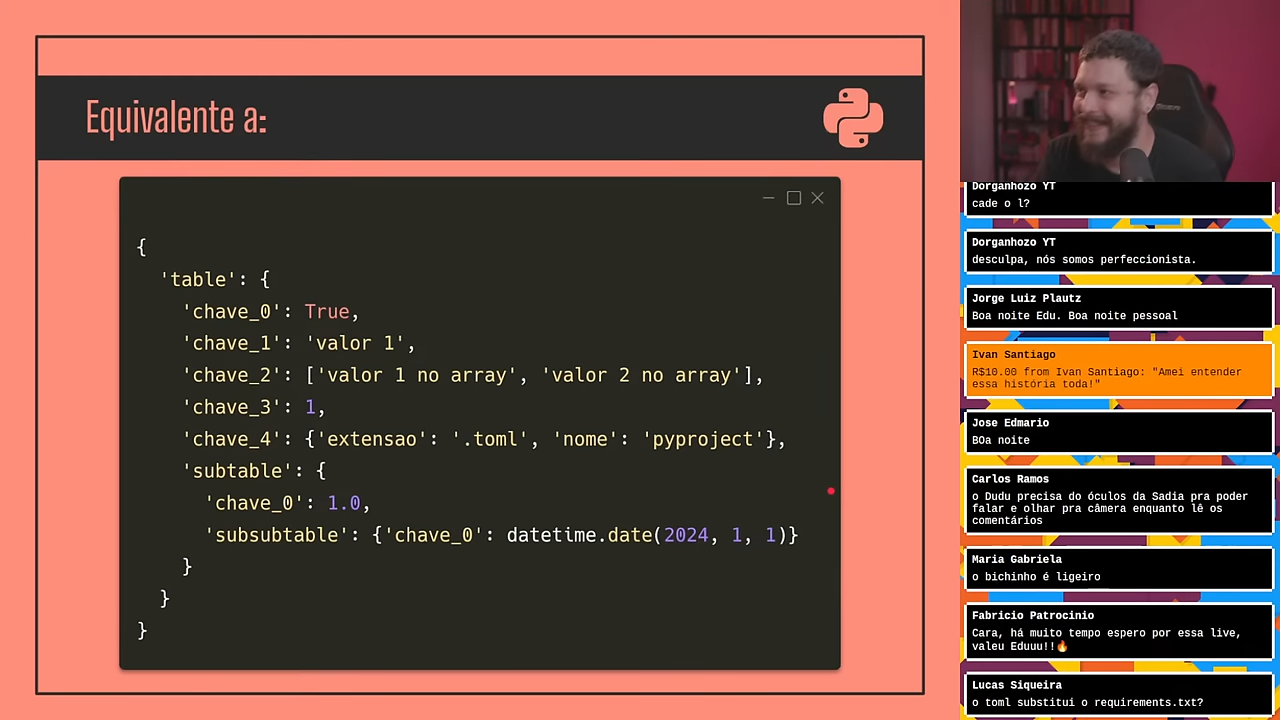 Equivalente a:
{
'table': {
'chave_0': True,
'chave_1': 'valor 1',
'chave_2': ['valor 1 no array', 'valor 2 no array'],
'chave_3': 1,
'chave_4': {'extensao': '.toml', 'nome': 'pyproject'},
'subtable': {
'chave_0': 1.0,
'subsubtable': {'chave_0': datetime.date(2024, 1, 1)}
}
}
}
Dorganhozo YT
cade o l?
Dorganhozo YT
desculpa, nós somos perfeccionista.
Jorge Luiz Plautz
Boa noite Edu. Boa noite pessoal
Ivan Santiago
R$10.00 from Ivan Santiago: "Amei entender
essa história toda!"
Jose Edmario
BOa noite
Carlos Ramos
o Dudu precisa do óculos da Sadia pra poder
falar e olhar pra câmera enquanto lê os
comentários
Maria Gabriela
o bichinho é ligeiro
Fabricio Patrocinio
Cara, há muito tempo espero por essa live,
valeu Eduuu!!🔥
Lucas Siqueira
o toml substitui o requirements.txt?